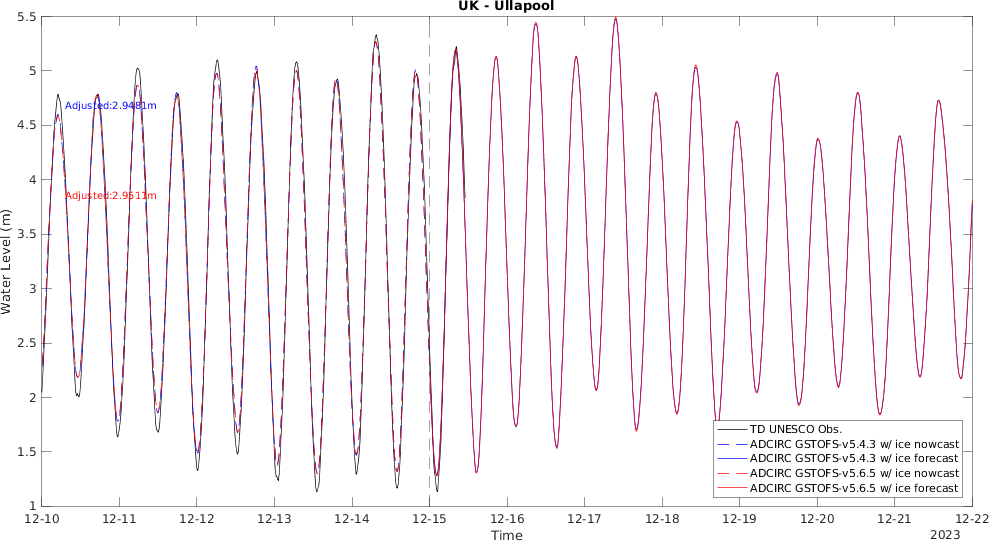 UK - Ullapool
5.5
5
4.5
4
3.5
3
2.5
2
1.5
1
Water Level (m)
Adjusted:2.9481m
Adjusted:2.9511m
TD UNESCO Obs.
ADCIRC GSTOFS-v5.4.3 w/ ice nowcast
ADCIRC GSTOFS-v5.4.3 w/ ice forecast
ADCIRC GSTOFS-v5.6.5 w/ ice nowcast
ADCIRC GSTOFS-v5.6.5 w/ ice forecast
12-10 12-11 12-12 12-13 12-14 12-15 12-16 12-17 12-18 12-19 12-20 12-21 12-22
Time
2023